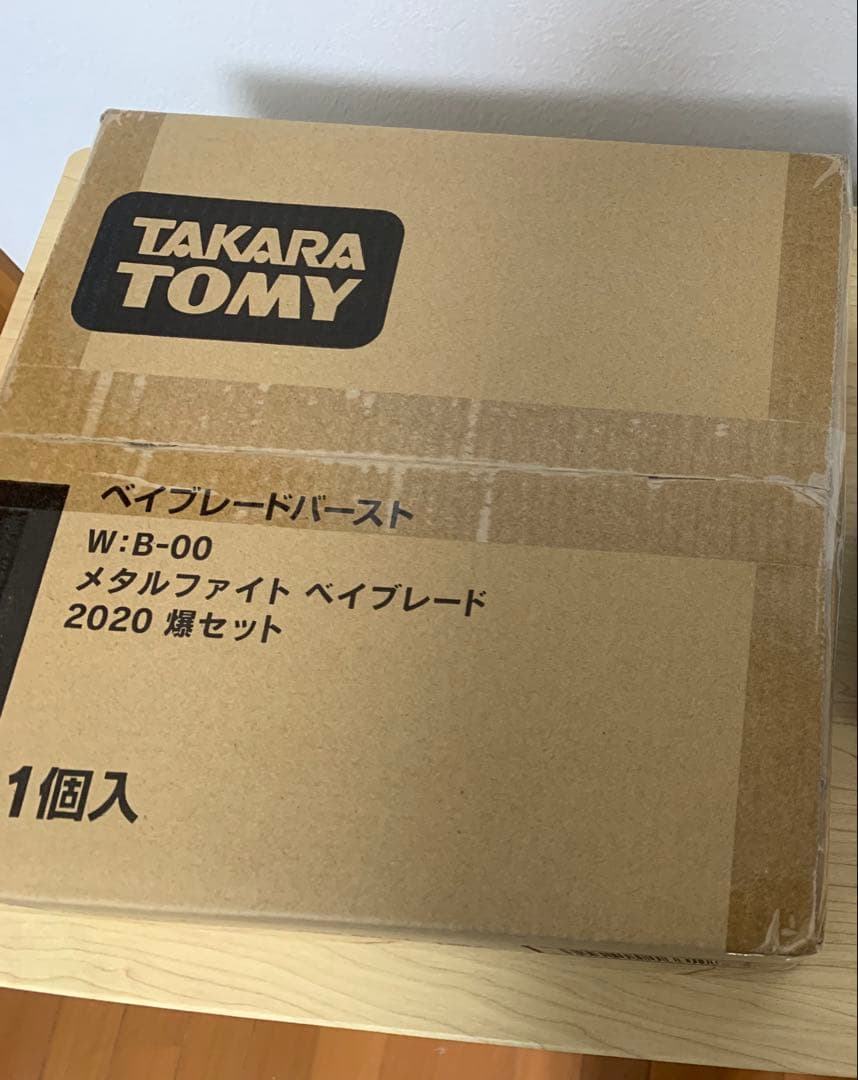 TAKARA
TOMY
ベイブレードバースト
W:B-00
メタルファイト ベイブレード
2020 爆セット
1個入